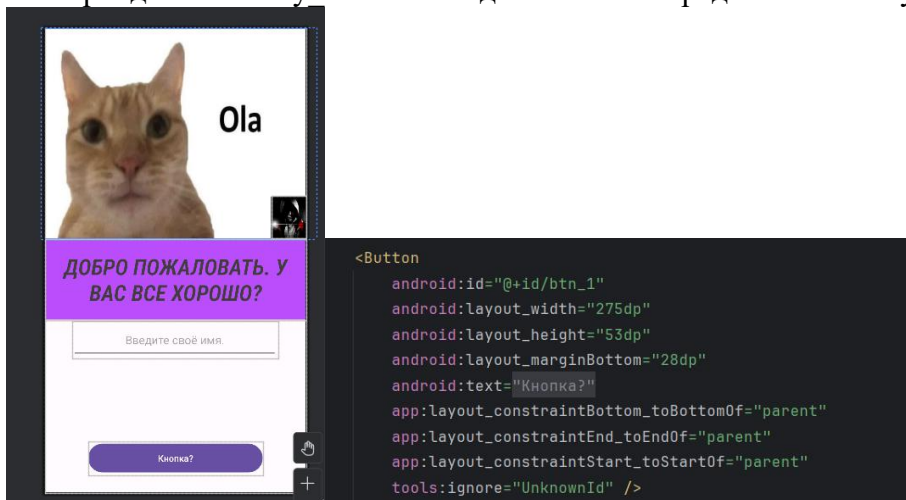 Ola
ДОБРО ПОЖАЛОВАТЬ. У
ВАС ВСЕ ХОРОШО?
Введите своё имя.
Кнопка?
<Button
android:id="@+id/btn_1"
android:layout_width="275dp"
android:layout_height="53dp"
android:layout_marginBottom="28dp"
android:text="Кнопка?"
app:layout_constraintBottom_toBottomOf="parent"
app:layout_constraintEnd_toEndOf="parent"
app:layout_constraintStart_toStartOf="parent"
tools:ignore="UnknownId" />